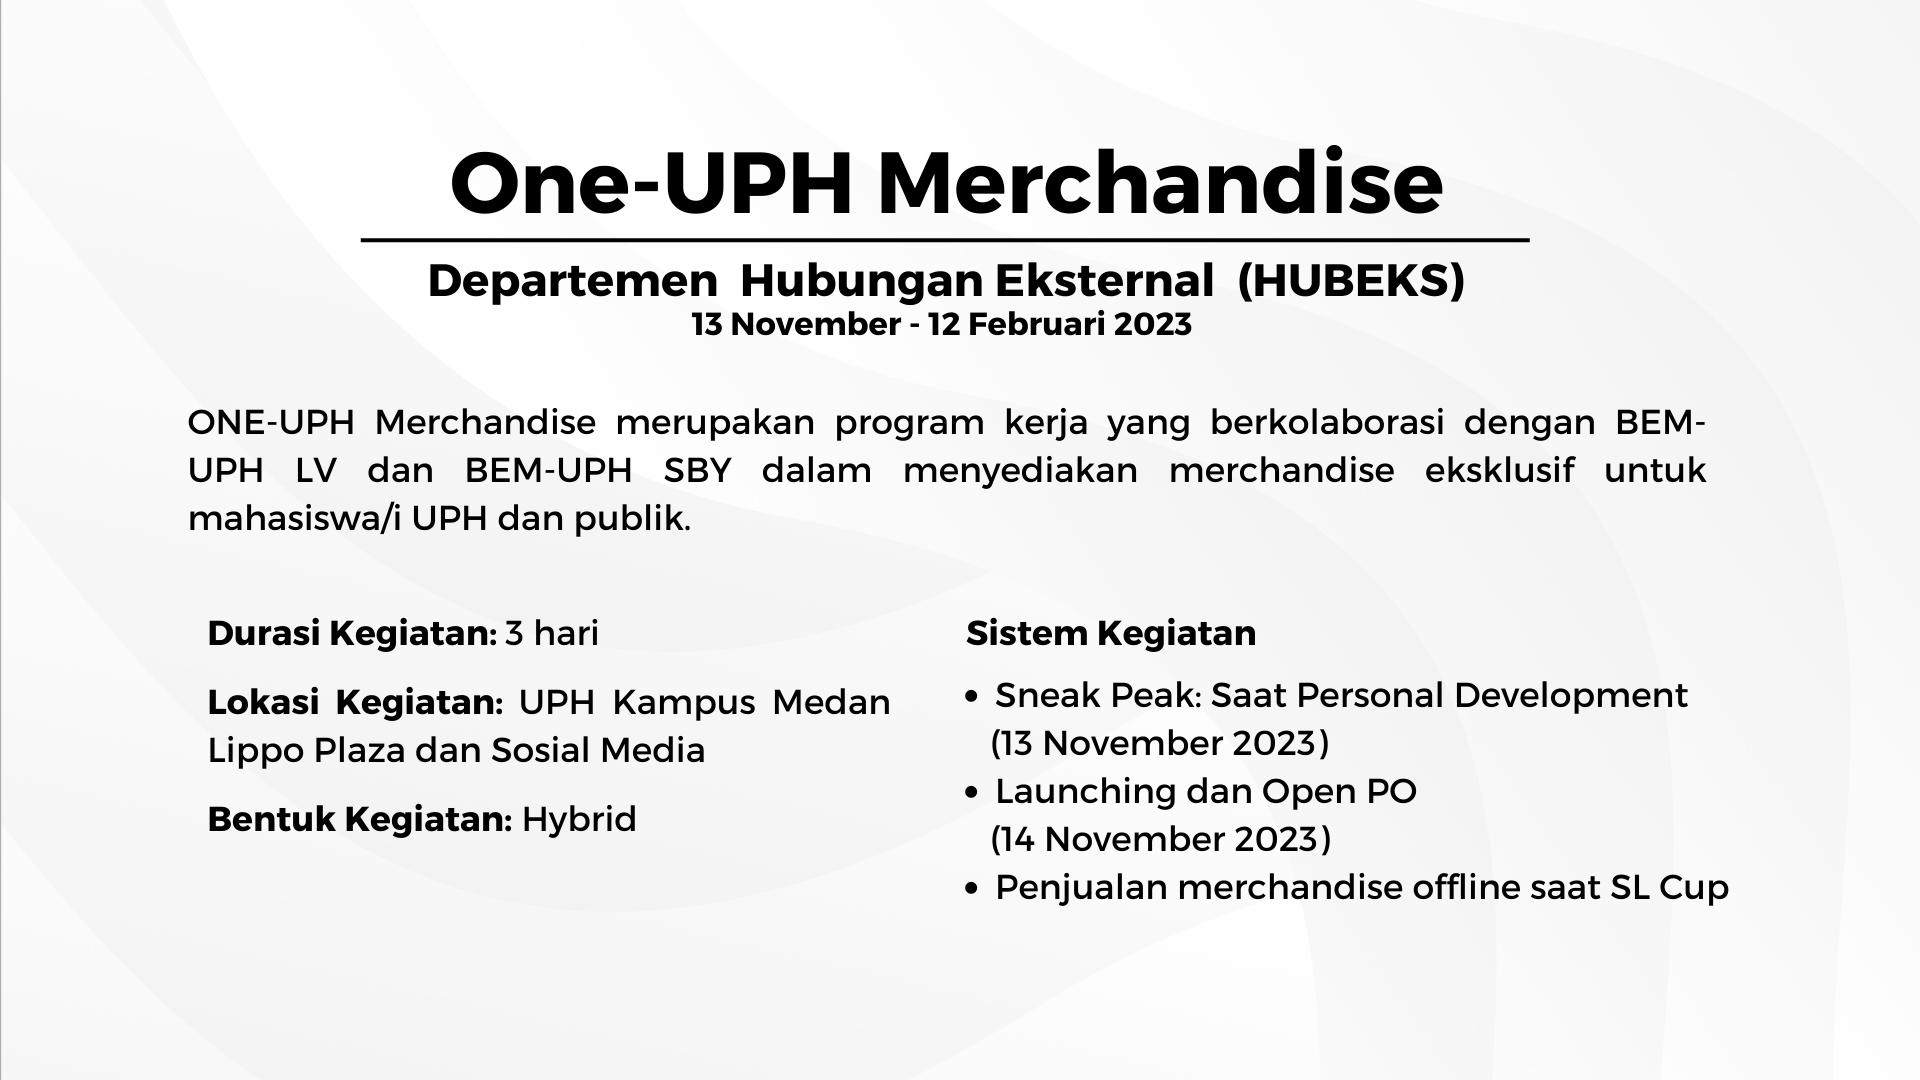 One-UPH Merchandise
Departemen Hubungan Eksternal (HUBEKS)
13 November - 12 Februari 2023
ONE-UPH Merchandise merupakan program kerja yang berkolaborasi dengan BEM-
UPH LV dan BEM-UPH SBY dalam menyediakan merchandise eksklusif untuk
mahasiswa/i UPH dan publik.
Durasi Kegiatan: 3 hari
Lokasi Kegiatan: UPH Kampus Medan
Lippo Plaza dan Sosial Media
Bentuk Kegiatan: Hybrid
Sistem Kegiatan
• Sneak Peak: Saat Personal Development
(13 November 2023)
• Launching dan Open PO
(14 November 2023)
• Penjualan merchandise offline saat SL Cup